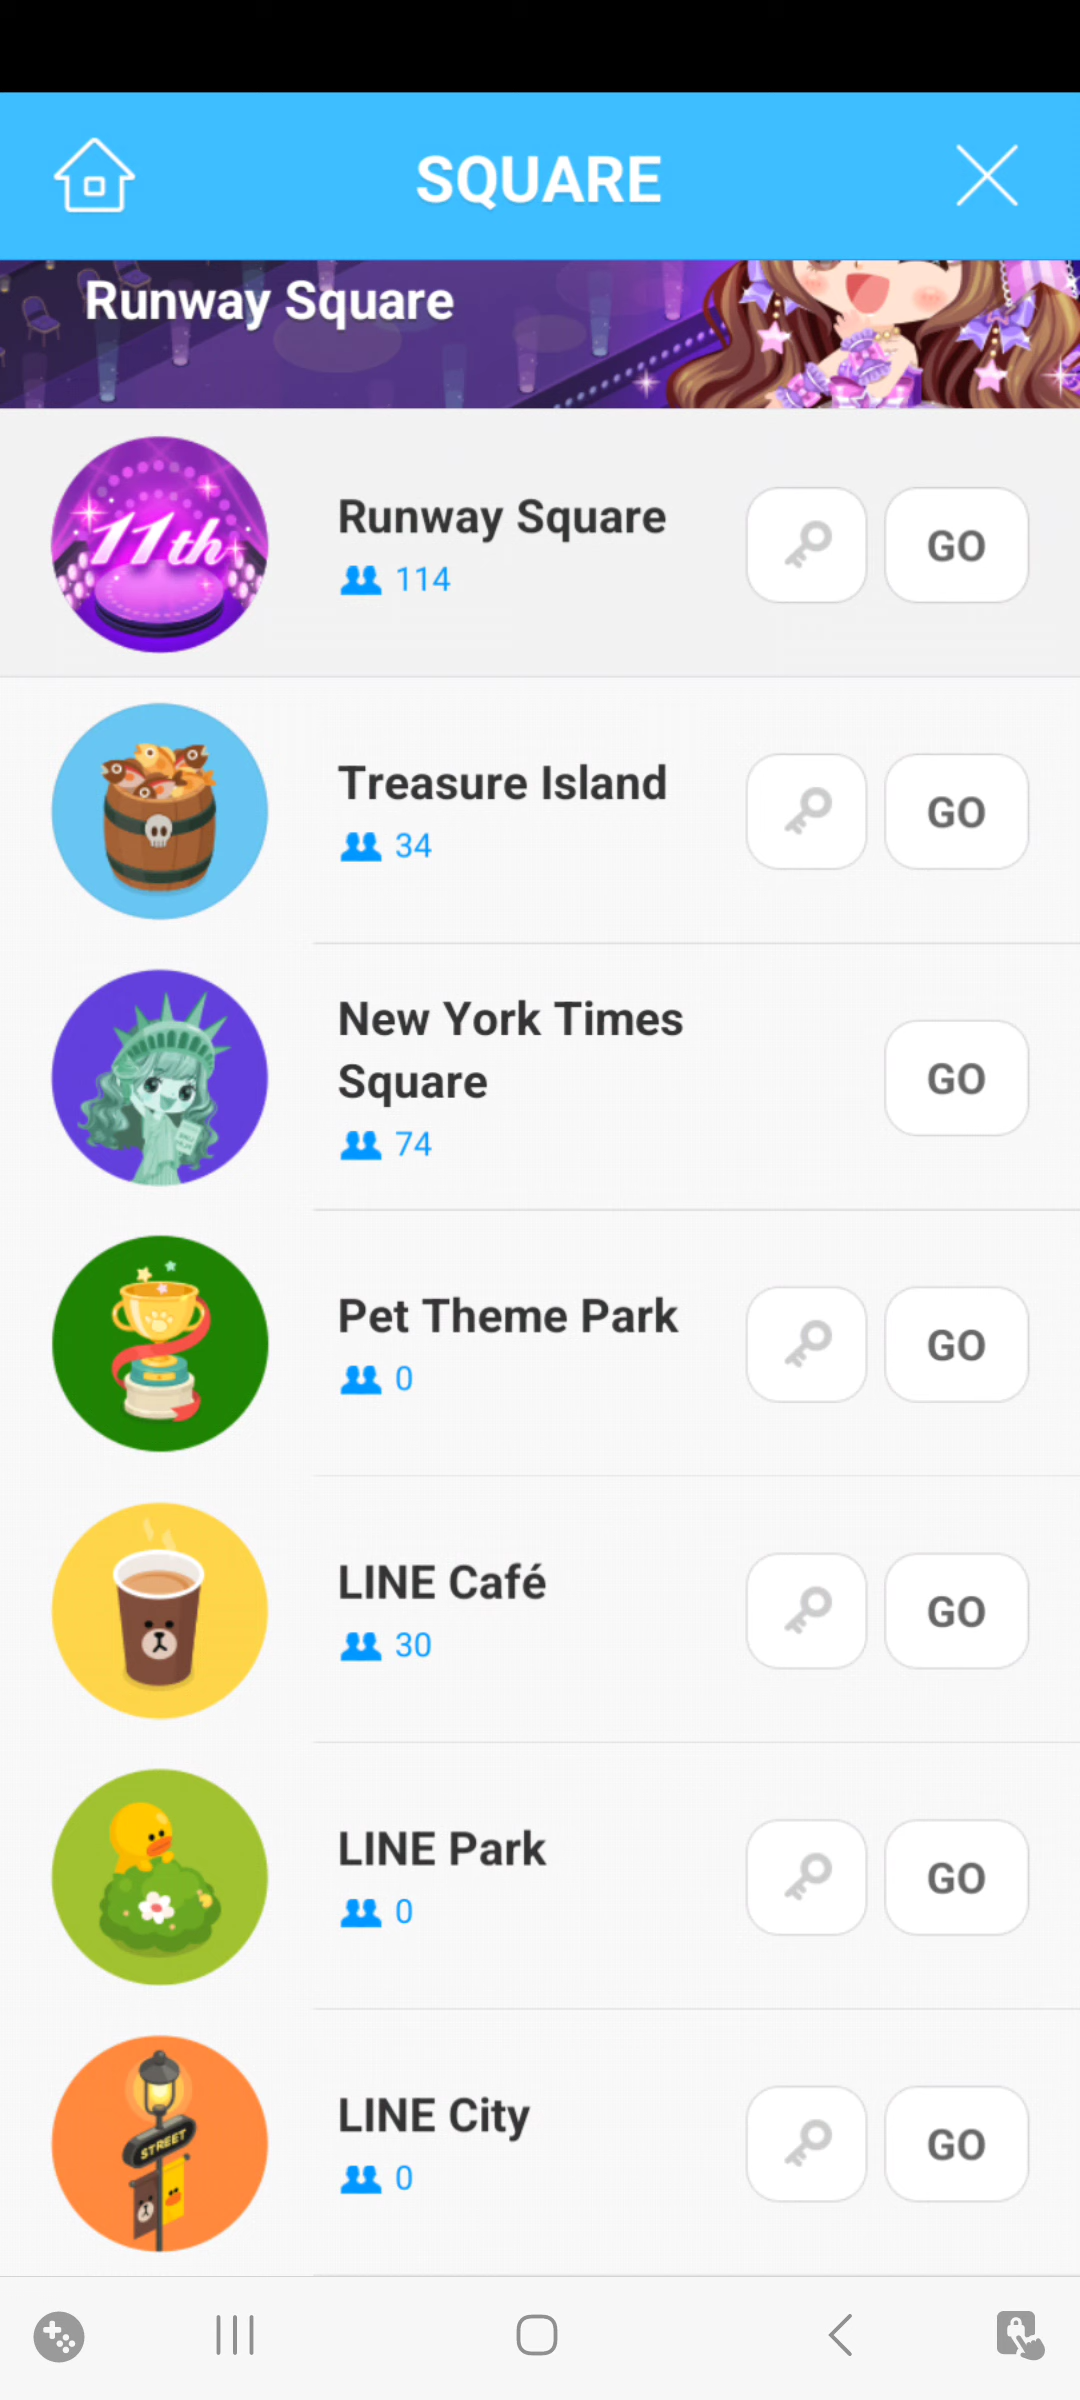 SQUARE
Runway Square
11th
Runway Square
114
GO
Treasure Island
34
GO
New York Times
Square
74
GO
Pet Theme Park
0
GO
LINE Café
30
GO
LINE Park
0
GO
STREET
LINE City
0
GO